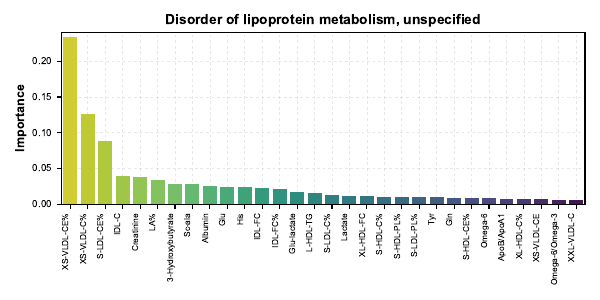 Disorder of lipoprotein metabolism, unspecified
Importance
0.20
0.15
0.10
0.05
0.00
XS-VLDL-CE%
XS-VLDL-C%
S-LDL-CE%
IDL-C
Creatinine
LA%
3-Hydroxybutyrate
Serala
Albumin
Glu
His
IDL-FC
IDL-FC%
Glu-lactate
L-HDL-TG
S-LDL-C%
Lactate
XL-HDL-FC
S-HDL-C%
S-HDL-PL%
S-LDL-PL%
Tyr
Gln
S-HDL-CE%
Omega-6
ApoB/ApoA1
XL-HDL-C%
XS-VLDL-CE
Omega-6/Omega-3
XXL-VLDL-C